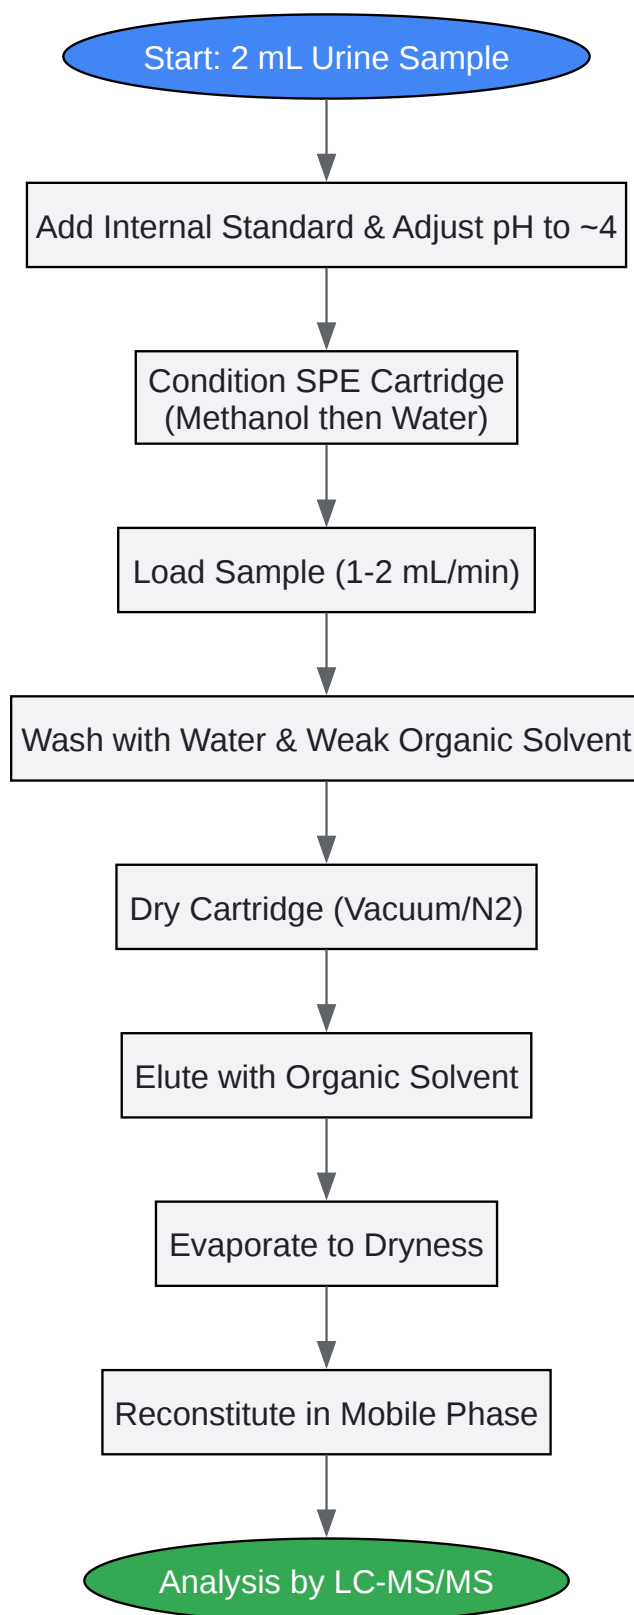 Start: 2 mL Urine Sample
Add Internal Standard & Adjust pH to ~4
Condition SPE Cartridge
(Methanol then Water)
Load Sample (1-2 mL/min)
Wash with Water & Weak Organic Solvent
Dry Cartridge (Vacuum/N2)
Elute with Organic Solvent
Evaporate to Dryness
Reconstitute in Mobile Phase
Analysis by LC-MS/MS